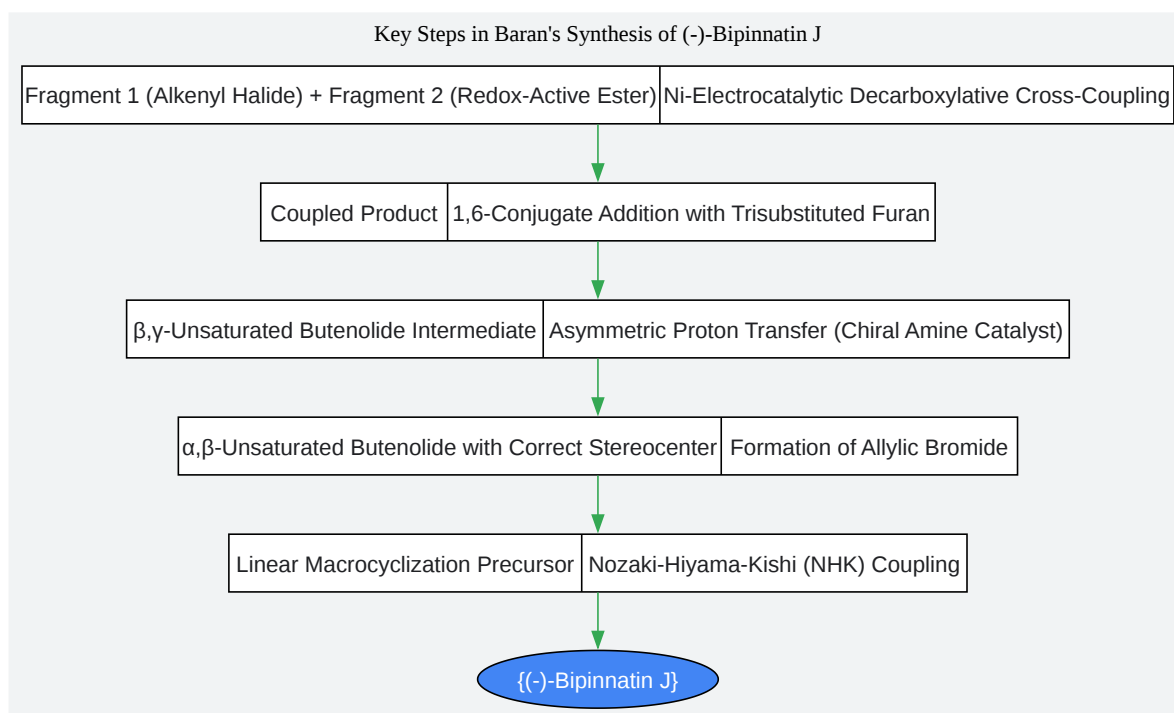 Key Steps in Baran's Synthesis of (-)-Bipinnatin J
Fragment 1 (Alkenyl Halide) + Fragment 2 (Redox-Active Ester) Ni-Electrocatalytic Decarboxylative Cross-Coupling
Coupled Product 1,6-Conjugate Addition with Trisubstituted Furan
β,γ-Unsaturated Butenolide Intermediate Asymmetric Proton Transfer (Chiral Amine Catalyst)
α,β-Unsaturated Butenolide with Correct Stereocenter Formation of Allylic Bromide
Linear Macrocyclization Precursor Nozaki-Hiyama-Kishi (NHK) Coupling
{(-)-Bipinnatin J}